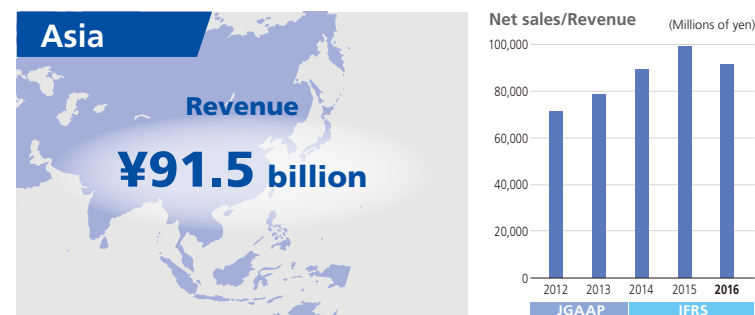 Asia
Revenue
¥91.5 billion
Net sales/Revenue (Millions of yen)
100,000
80,000
60,000
40,000
20,000
0
2012 2013 2014 2015 2016
JGAAP IFRS